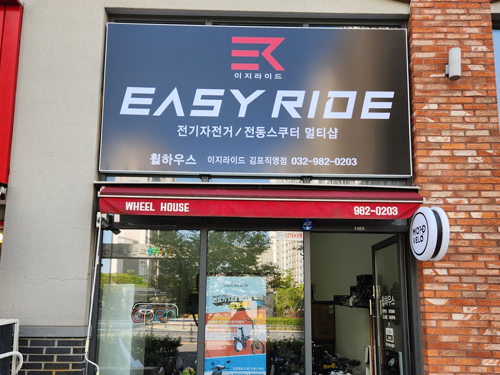 이지라이드
EASY RIDE
전기자전거/전동스쿠터 멀티샵
휠하우스 이지라이드 김포직영점 032-982-0203
WHEEL HOUSE 982-0203
MOTO
VELO